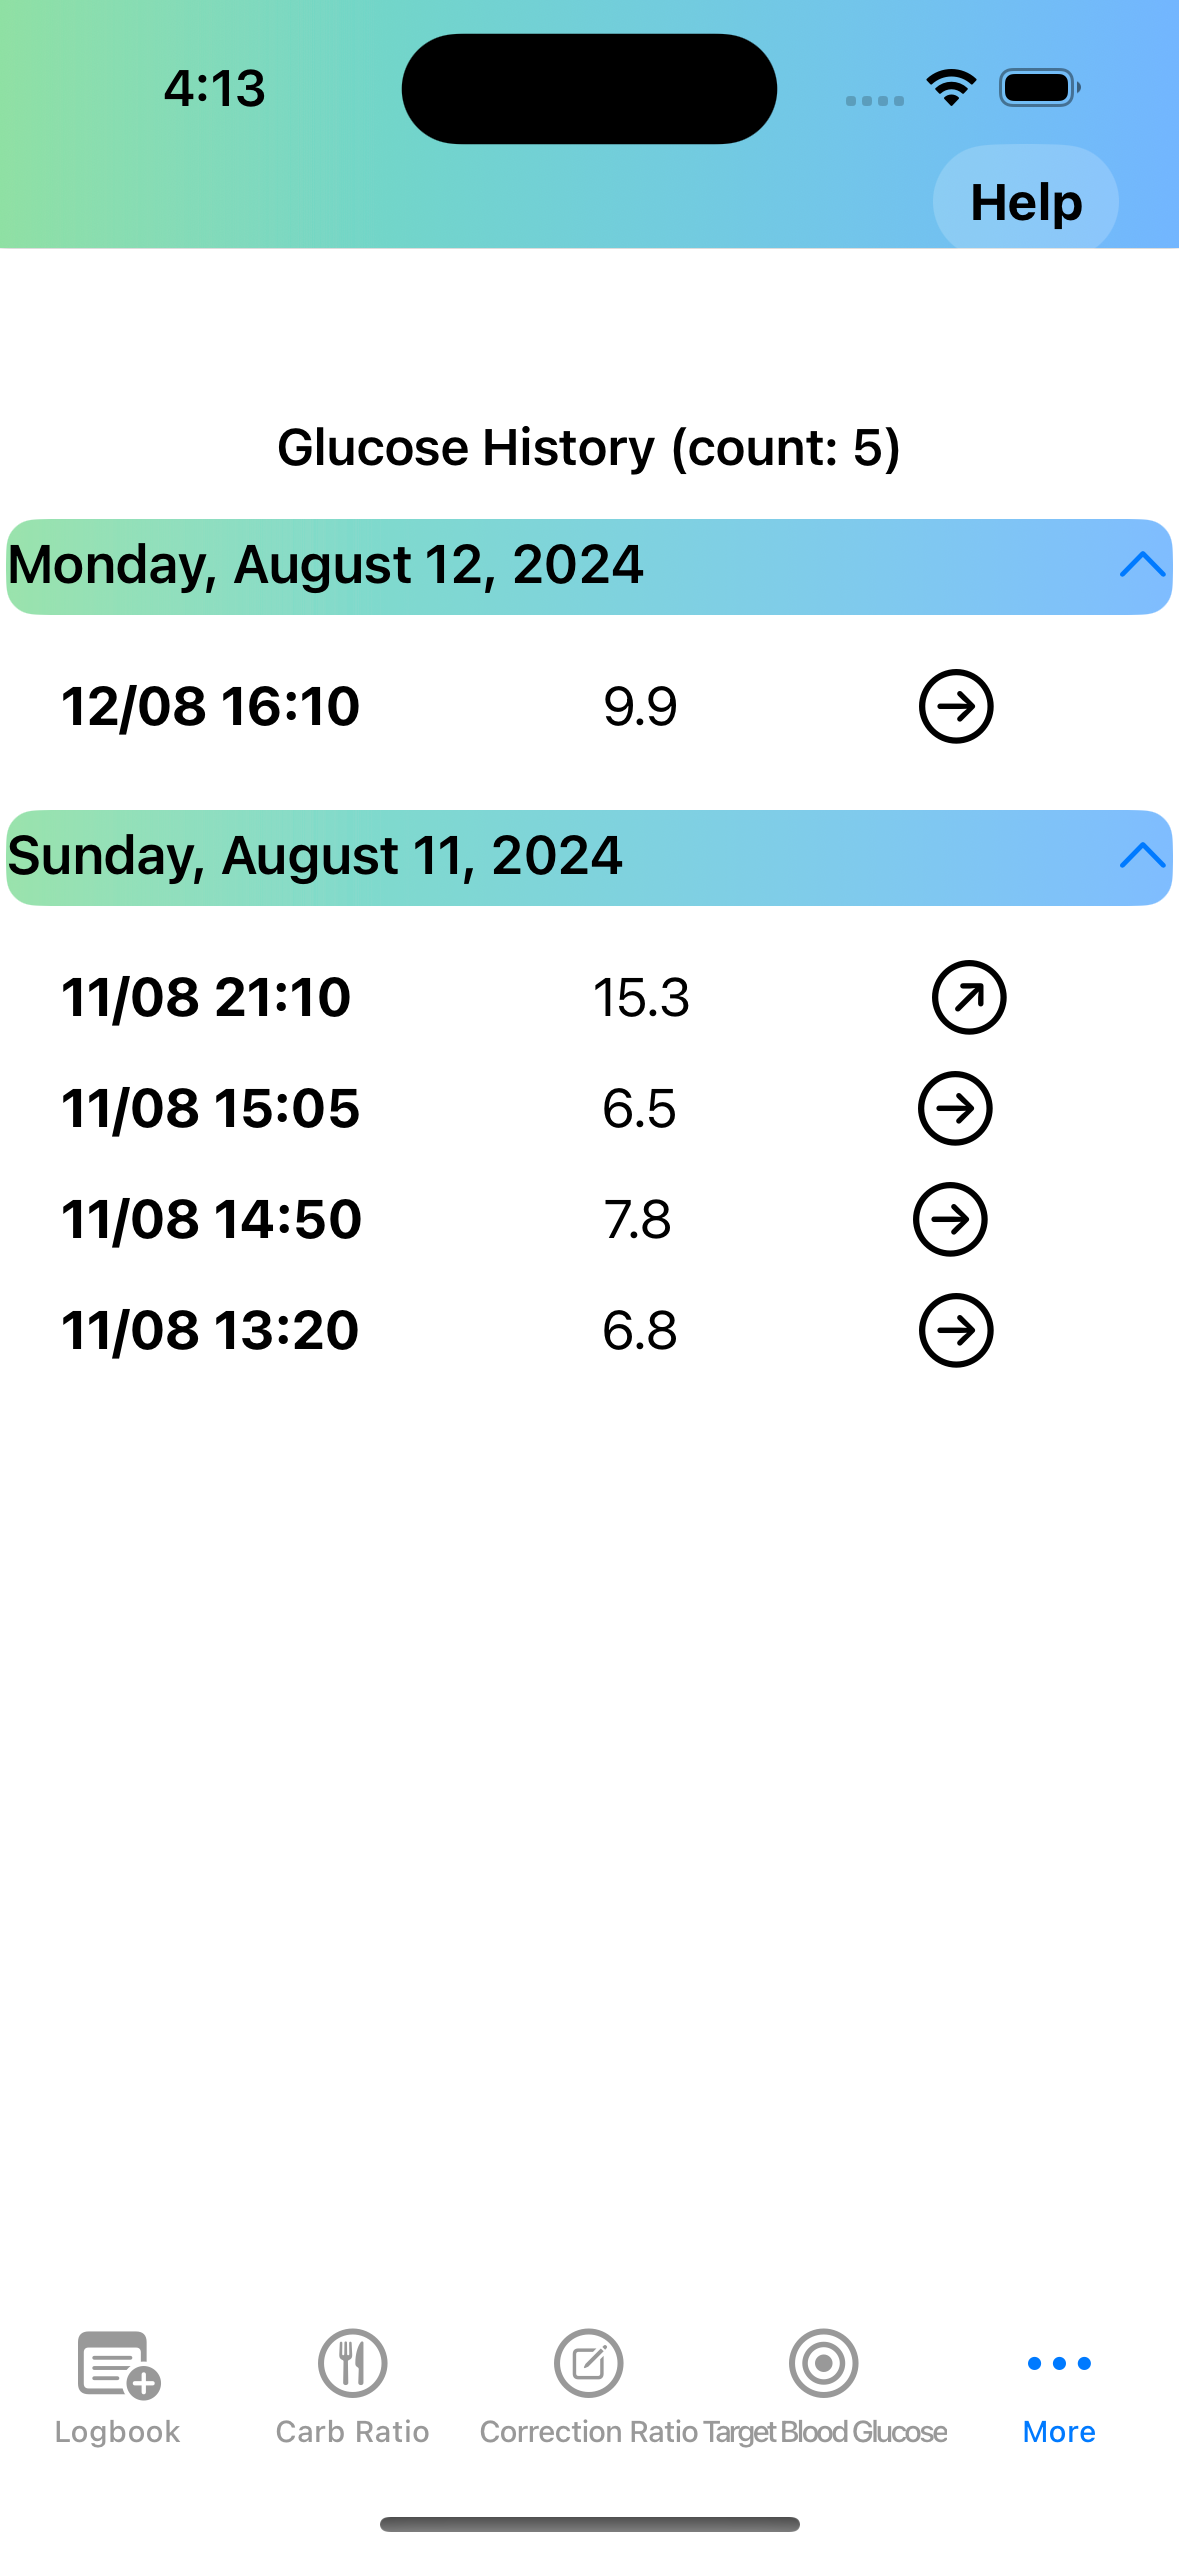 4:13
Help
Glucose History (count: 5)
Monday, August 12, 2024
12/08 16:10 9.9
Sunday, August 11, 2024
11/08 21:10 15.3
11/08 15:05 6.5
11/08 14:50 7.8
11/08 13:20 6.8
Logbook Carb Ratio Correction Ratio Target Blood Glucose More